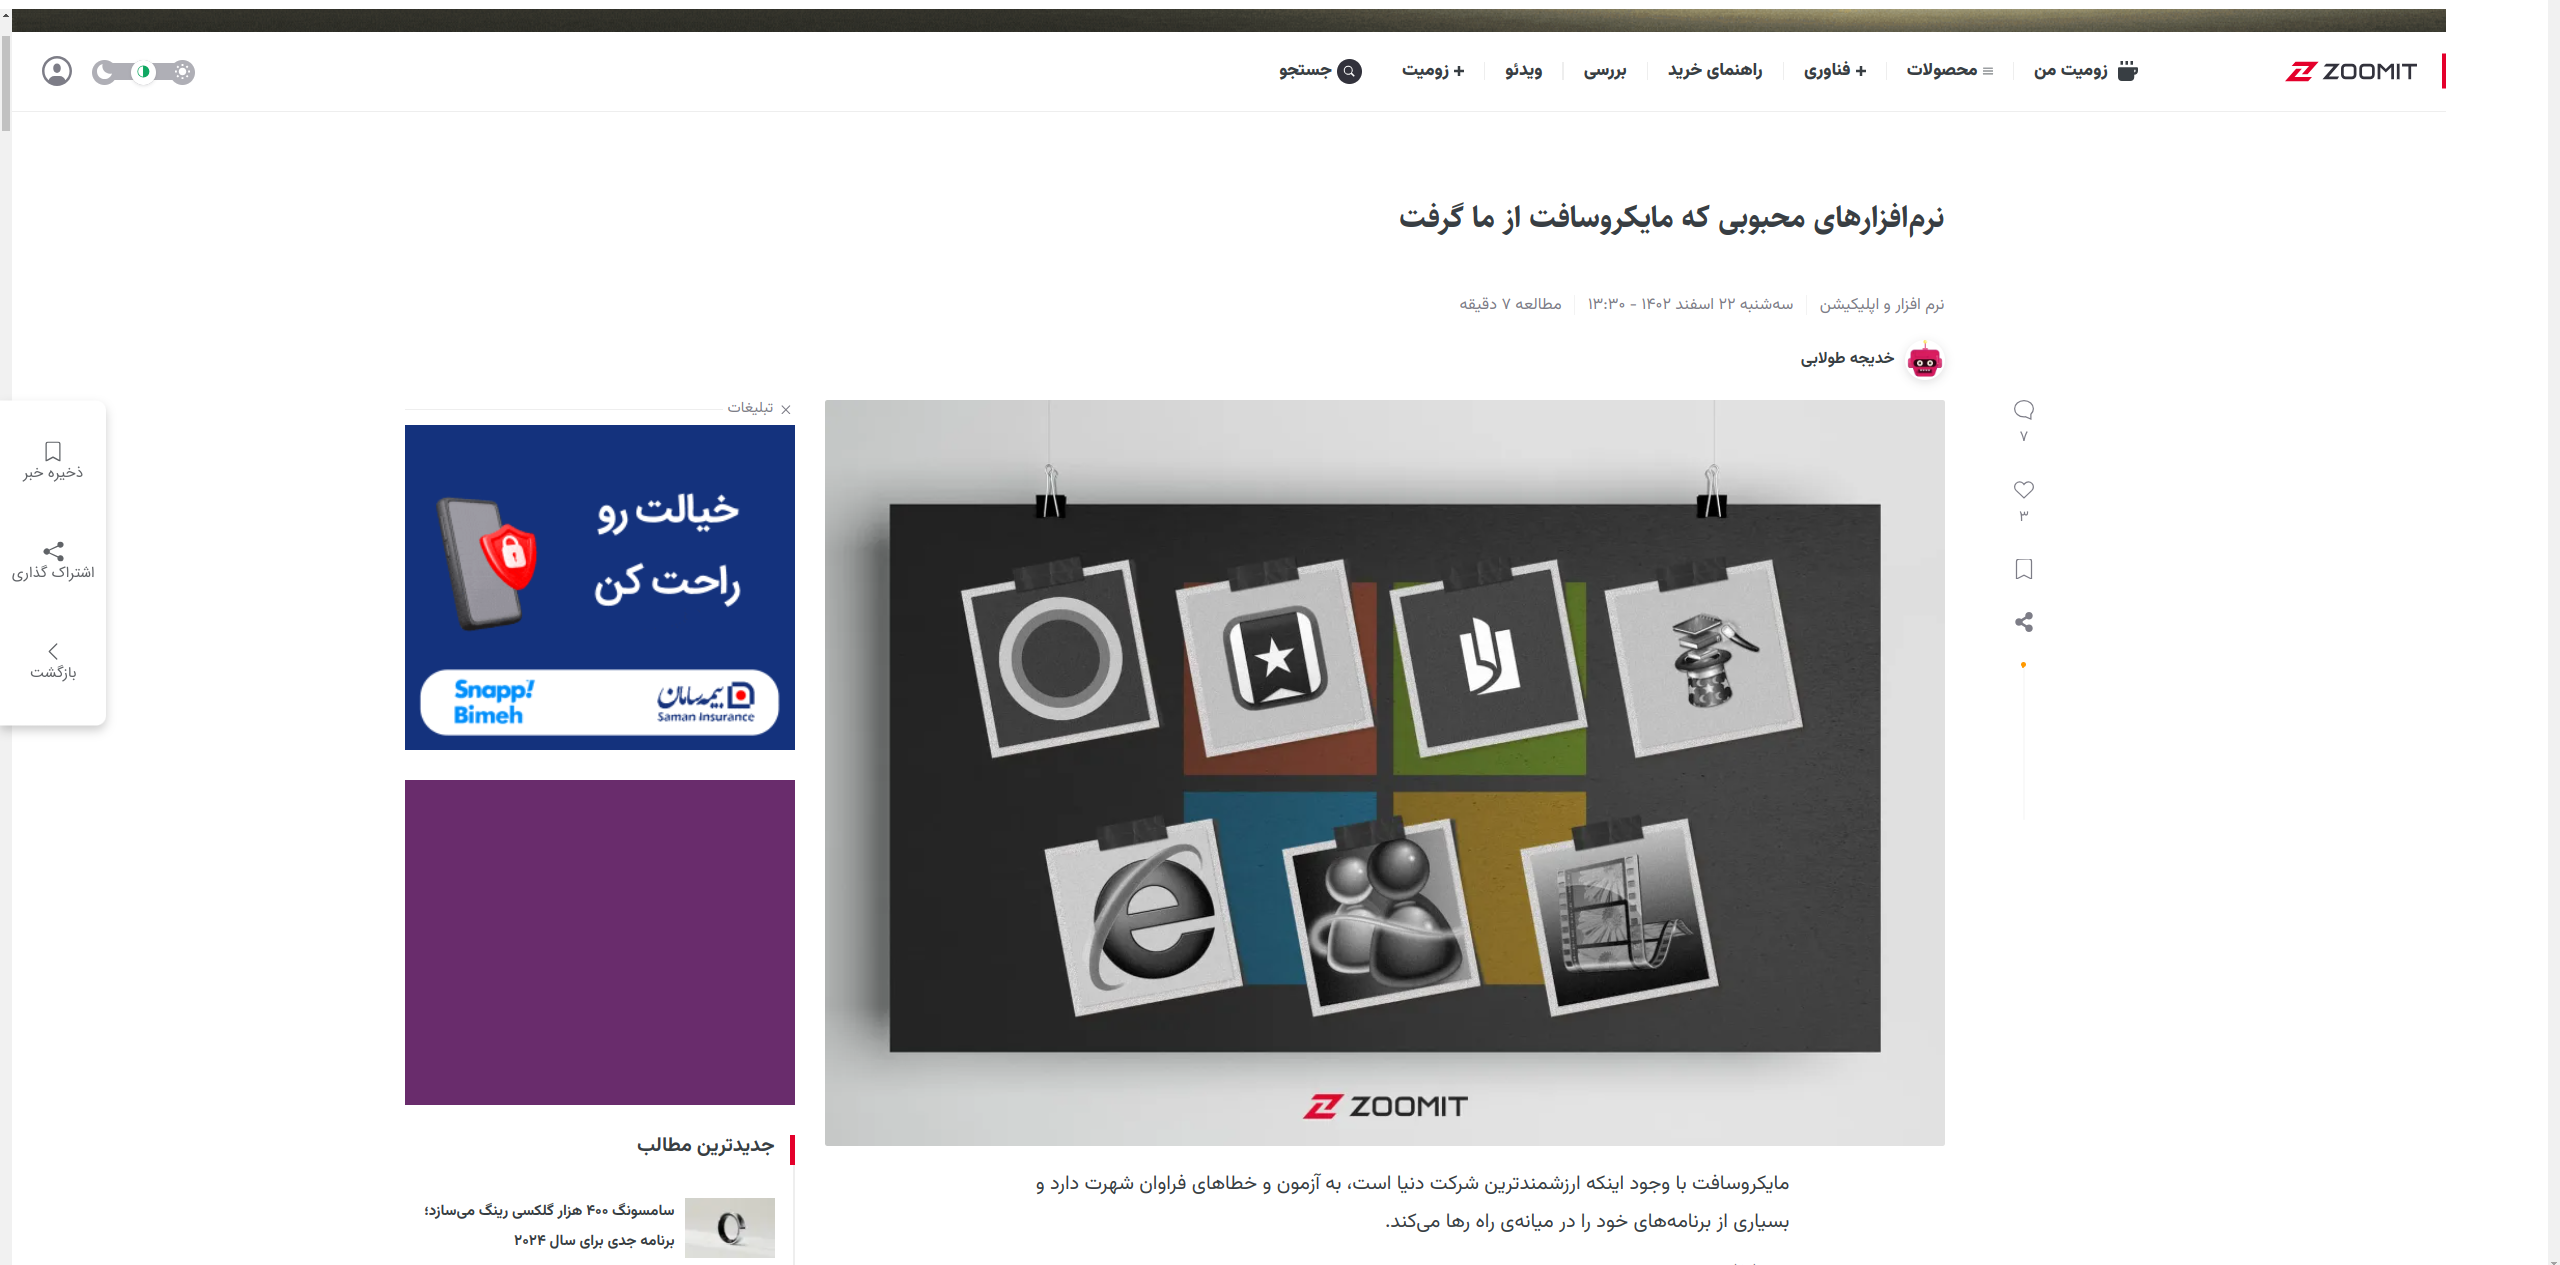 ZOOMIT
زومیت من
محصولات
فناوری
راهنمای خرید
بررسی
ویدئو
زومیت
جستجو
نرم‌افزارهای محبوبی که مایکروسافت از ما گرفت
نرم افزار و اپلیکیشن
سه‌شنبه ۲۲ اسفند ۱۴۰۲ - ۱۳:۳۰
مطالعه ۷ دقیقه
خدیجه طولابی
۷
۳
ZOOMIT
مایکروسافت با وجود اینکه ارزشمندترین شرکت دنیا است، به آزمون و خطاهای فراوان شهرت دارد و
بسیاری از برنامه‌های خود را در میانه‌ی راه رها می‌کند.
تبلیغات
خیالت رو
راحت کن
بیمه سامان
Saman Insurance
Snapp!
Bimeh
جدیدترین مطالب
سامسونگ ۴۰۰ هزار گلکسی رینگ می‌سازد؛
برنامه جدی برای سال ۲۰۲۴
ذخیره خبر
اشتراک گذاری
بازگشت